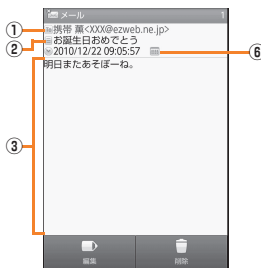 メール 1
① 携帯 薫<XXX@ezweb.ne.jp>
② お誕生日おめでとう
2010/12/22 09:05:57 ⑥
③ 明日またあそぼーね。
編集 削除